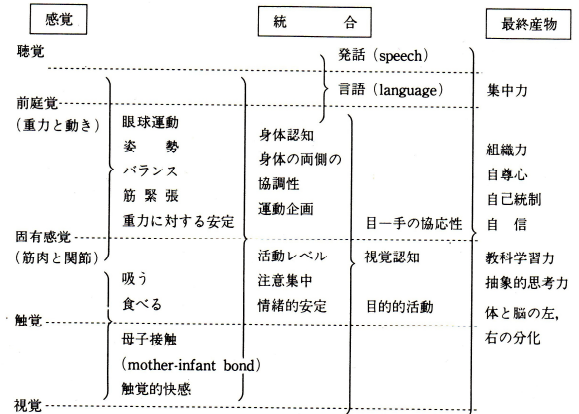 感覚
統 合
最終産物
聴覚
発話 (speech)
言語 (language)
集中力
前庭覚
(重力と動き)
眼球運動
姿 勢
バランス
筋 緊 張
重力に対する安定
身体認知
身体の両側の
協調性
運動企画
組織力
自尊心
自己統制
自 信
目―手の協応性
固有感覚
(筋肉と関節)
活動レベル
注意集中
情緒的安定
視覚認知
目的的活動
教科学習力
抽象的思考力
体と脳の左,
右の分化
吸う
食べる
触覚
母子接触
(mother-infant bond)
触覚的快感
視覚